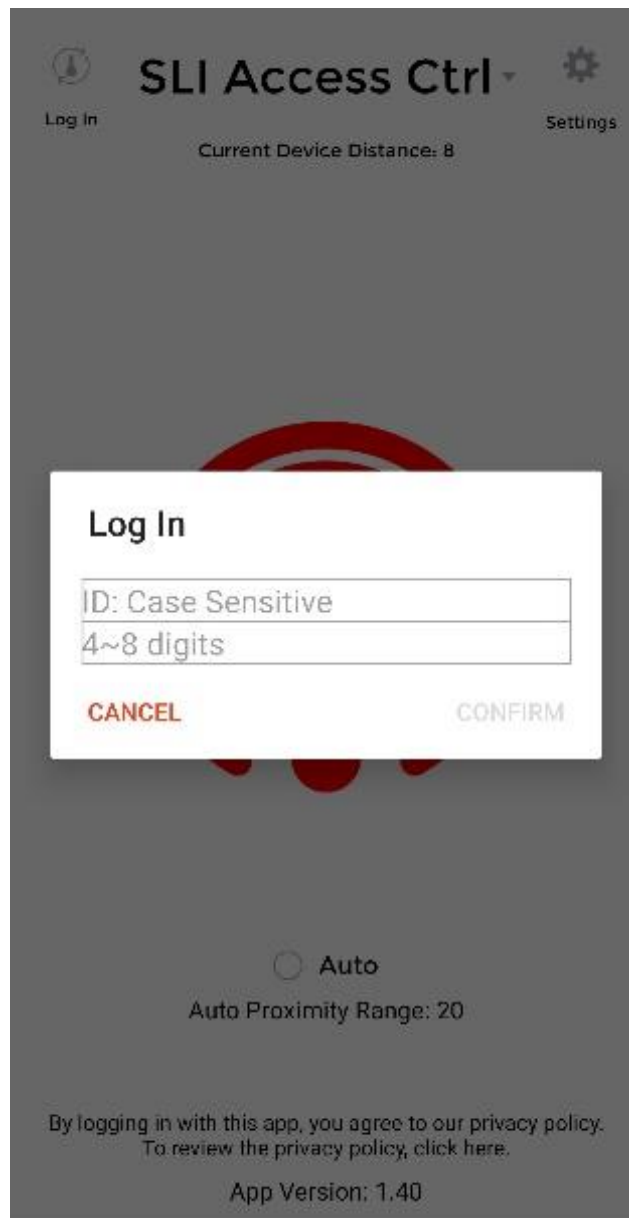 SLI Access Ctrl
Log In
Settings
Current Device Distance: 8
Log In
ID: Case Sensitive
4~8 digits
CANCEL
CONFIRM
Auto
Auto Proximity Range: 20
By logging in with this app, you agree to our privacy policy.
To review the privacy policy, click here.
App Version: 1.40